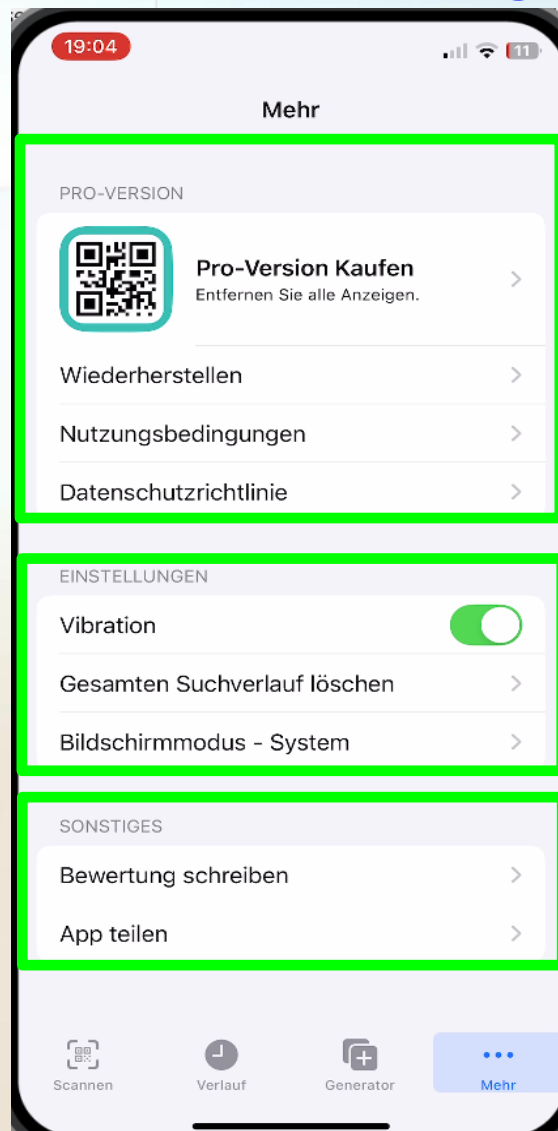 19:04
11
Mehr
PRO-VERSION
Pro-Version Kaufen
Entfernen Sie alle Anzeigen.
Wiederherstellen
Nutzungsbedingungen
Datenschutzrichtlinie
EINSTELLUNGEN
Vibration
Gesamten Suchverlauf löschen
Bildschirmmodus - System
SONSTIGES
Bewertung schreiben
App teilen
Scannen Verlauf Generator Mehr